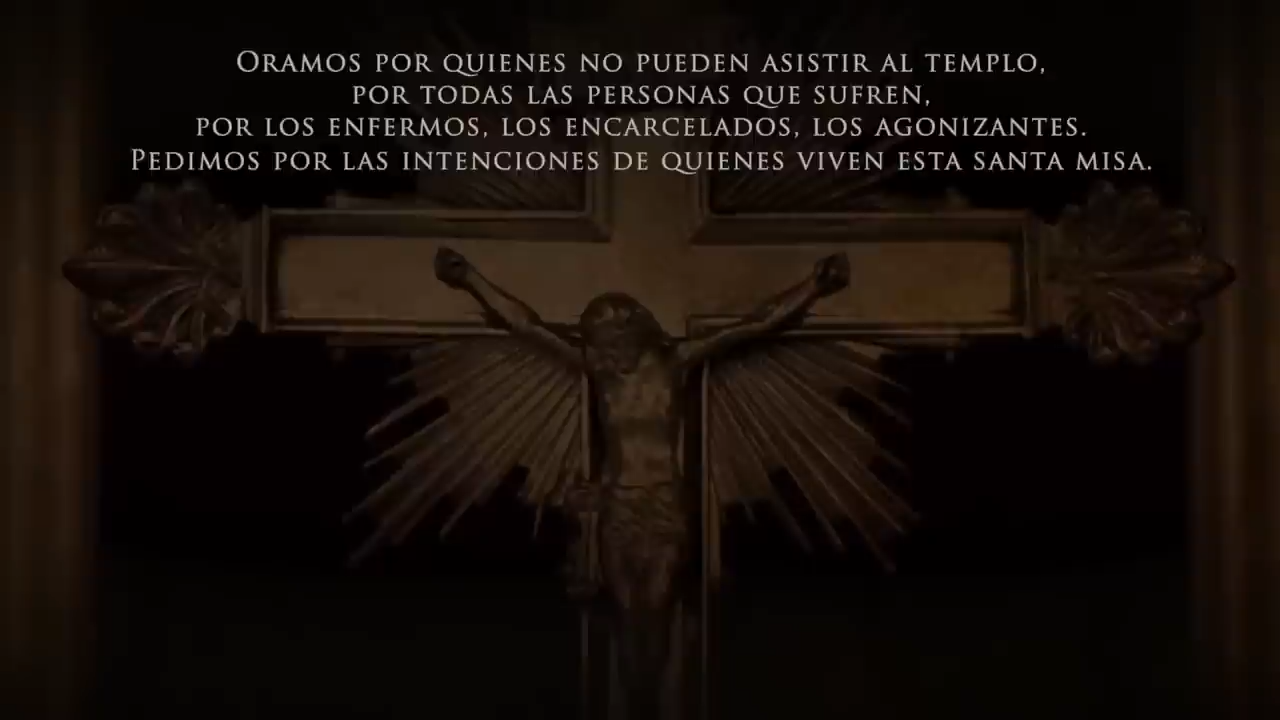 Oramos por quienes no pueden asistir al templo,
por todas las personas que sufren,
por los enfermos, los encarcelados, los agonizantes.
Pedimos por las intenciones de quienes viven esta santa misa.